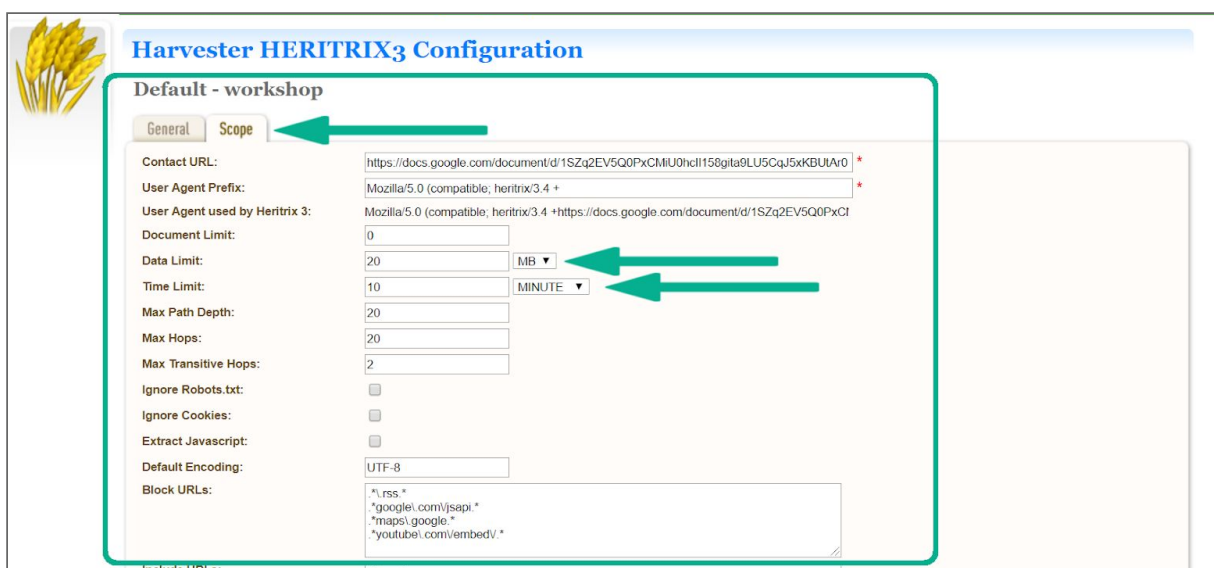 Harvester HERITRIX3 Configuration
Default - workshop
General Scope
Contact URL: https://docs.google.com/document/d/1SZq2EV5Q0PxCMiU0hcII158gita9LU5CqJ5xKBUtAr0 *
User Agent Prefix: Mozilla/5.0 (compatible; heritrix/3.4 + *
User Agent used by Heritrix 3: Mozilla/5.0 (compatible; heritrix/3.4 +https://docs.google.com/document/d/1SZq2EV5Q0PxCM
Document Limit: 0
Data Limit: 20 MB
Time Limit: 10 MINUTE
Max Path Depth: 20
Max Hops: 20
Max Transitive Hops: 2
Ignore Robots.txt:
Ignore Cookies:
Extract Javascript:
Default Encoding: UTF-8
Block URLs: .*\.rss.*
.*google\.com\/jsapi.*
.*maps\.google.*
.*youtube\.com\/embed\/.*